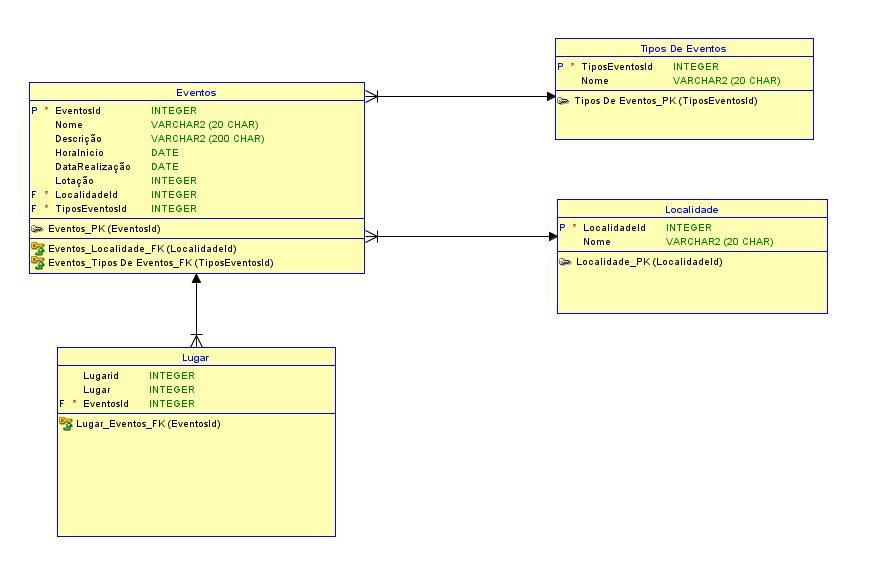 Tipos De Eventos
P * TiposEventosId INTEGER
Nome VARCHAR2 (20 CHAR)
Tipos De Eventos_PK (TiposEventosId)
Eventos
P * EventosId INTEGER
Nome VARCHAR2 (20 CHAR)
Descrição VARCHAR2 (200 CHAR)
HoraInicio DATE
DataRealização DATE
Lotação INTEGER
F * LocalidadeId INTEGER
F * TiposEventosId INTEGER
Eventos_PK (EventosId)
Eventos_Localidade_FK (LocalidadeId)
Eventos_Tipos De Eventos_FK (TiposEventosId)
Localidade
P * LocalidadeId INTEGER
Nome VARCHAR2 (20 CHAR)
Localidade_PK (LocalidadeId)
Lugar
Lugarid INTEGER
Lugar INTEGER
F * EventosId INTEGER
Lugar_Eventos_FK (EventosId)